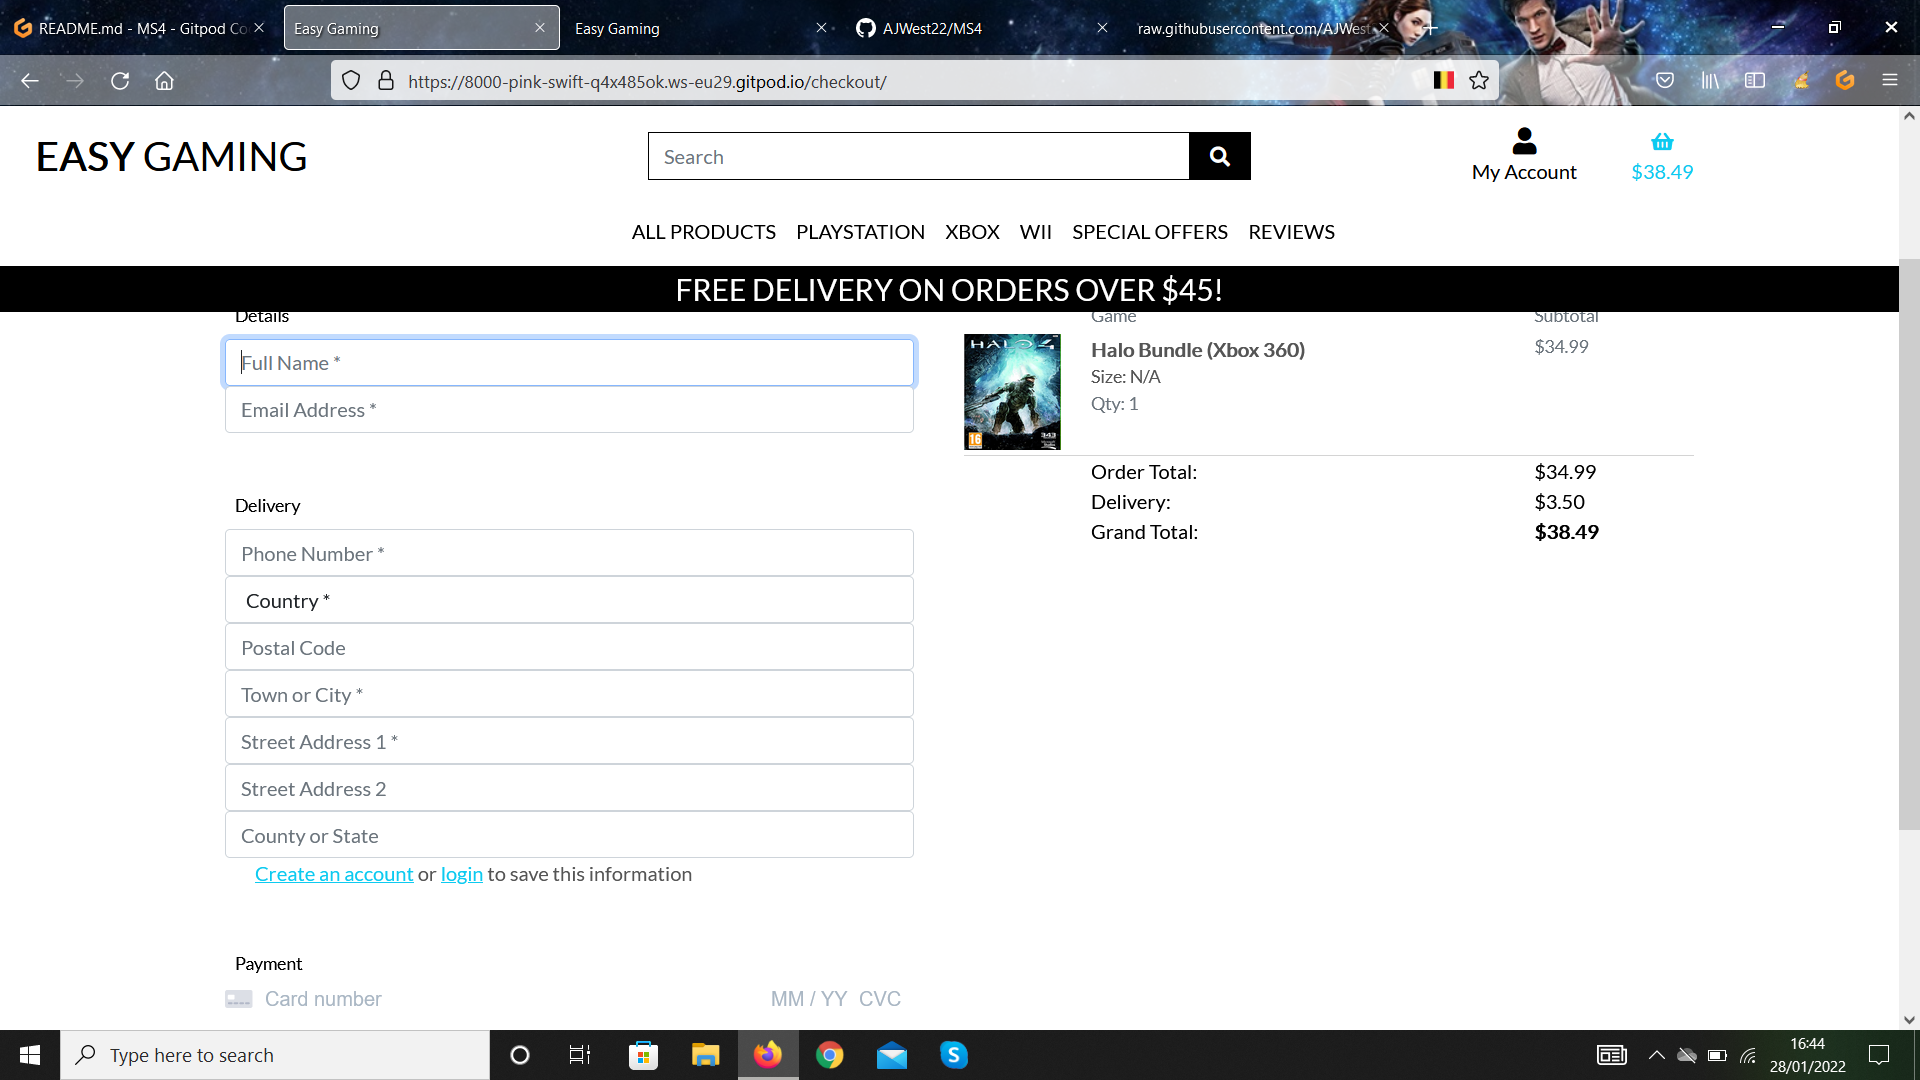 README.md - MS4 - Gitpod Co
Easy Gaming
Easy Gaming
AJWest22/MS4
raw.githubusercontent.com/AJWest
https://8000-pink-swift-q4x485ok.ws-eu29.gitpod.io/checkout/
EASY GAMING
Search
My Account
$38.49
ALL PRODUCTS PLAYSTATION XBOX WII SPECIAL OFFERS REVIEWS
FREE DELIVERY ON ORDERS OVER $45!
Details
Full Name *
Email Address *
Delivery
Phone Number *
Country *
Postal Code
Town or City *
Street Address 1 *
Street Address 2
County or State
Create an account or login to save this information
Payment
Card number MM / YY CVC
Game Subtotal
HALO 4
16
343
Halo Bundle (Xbox 360) $34.99
Size: N/A
Qty: 1
Order Total: $34.99
Delivery: $3.50
Grand Total: $38.49
Type here to search
16:44
28/01/2022